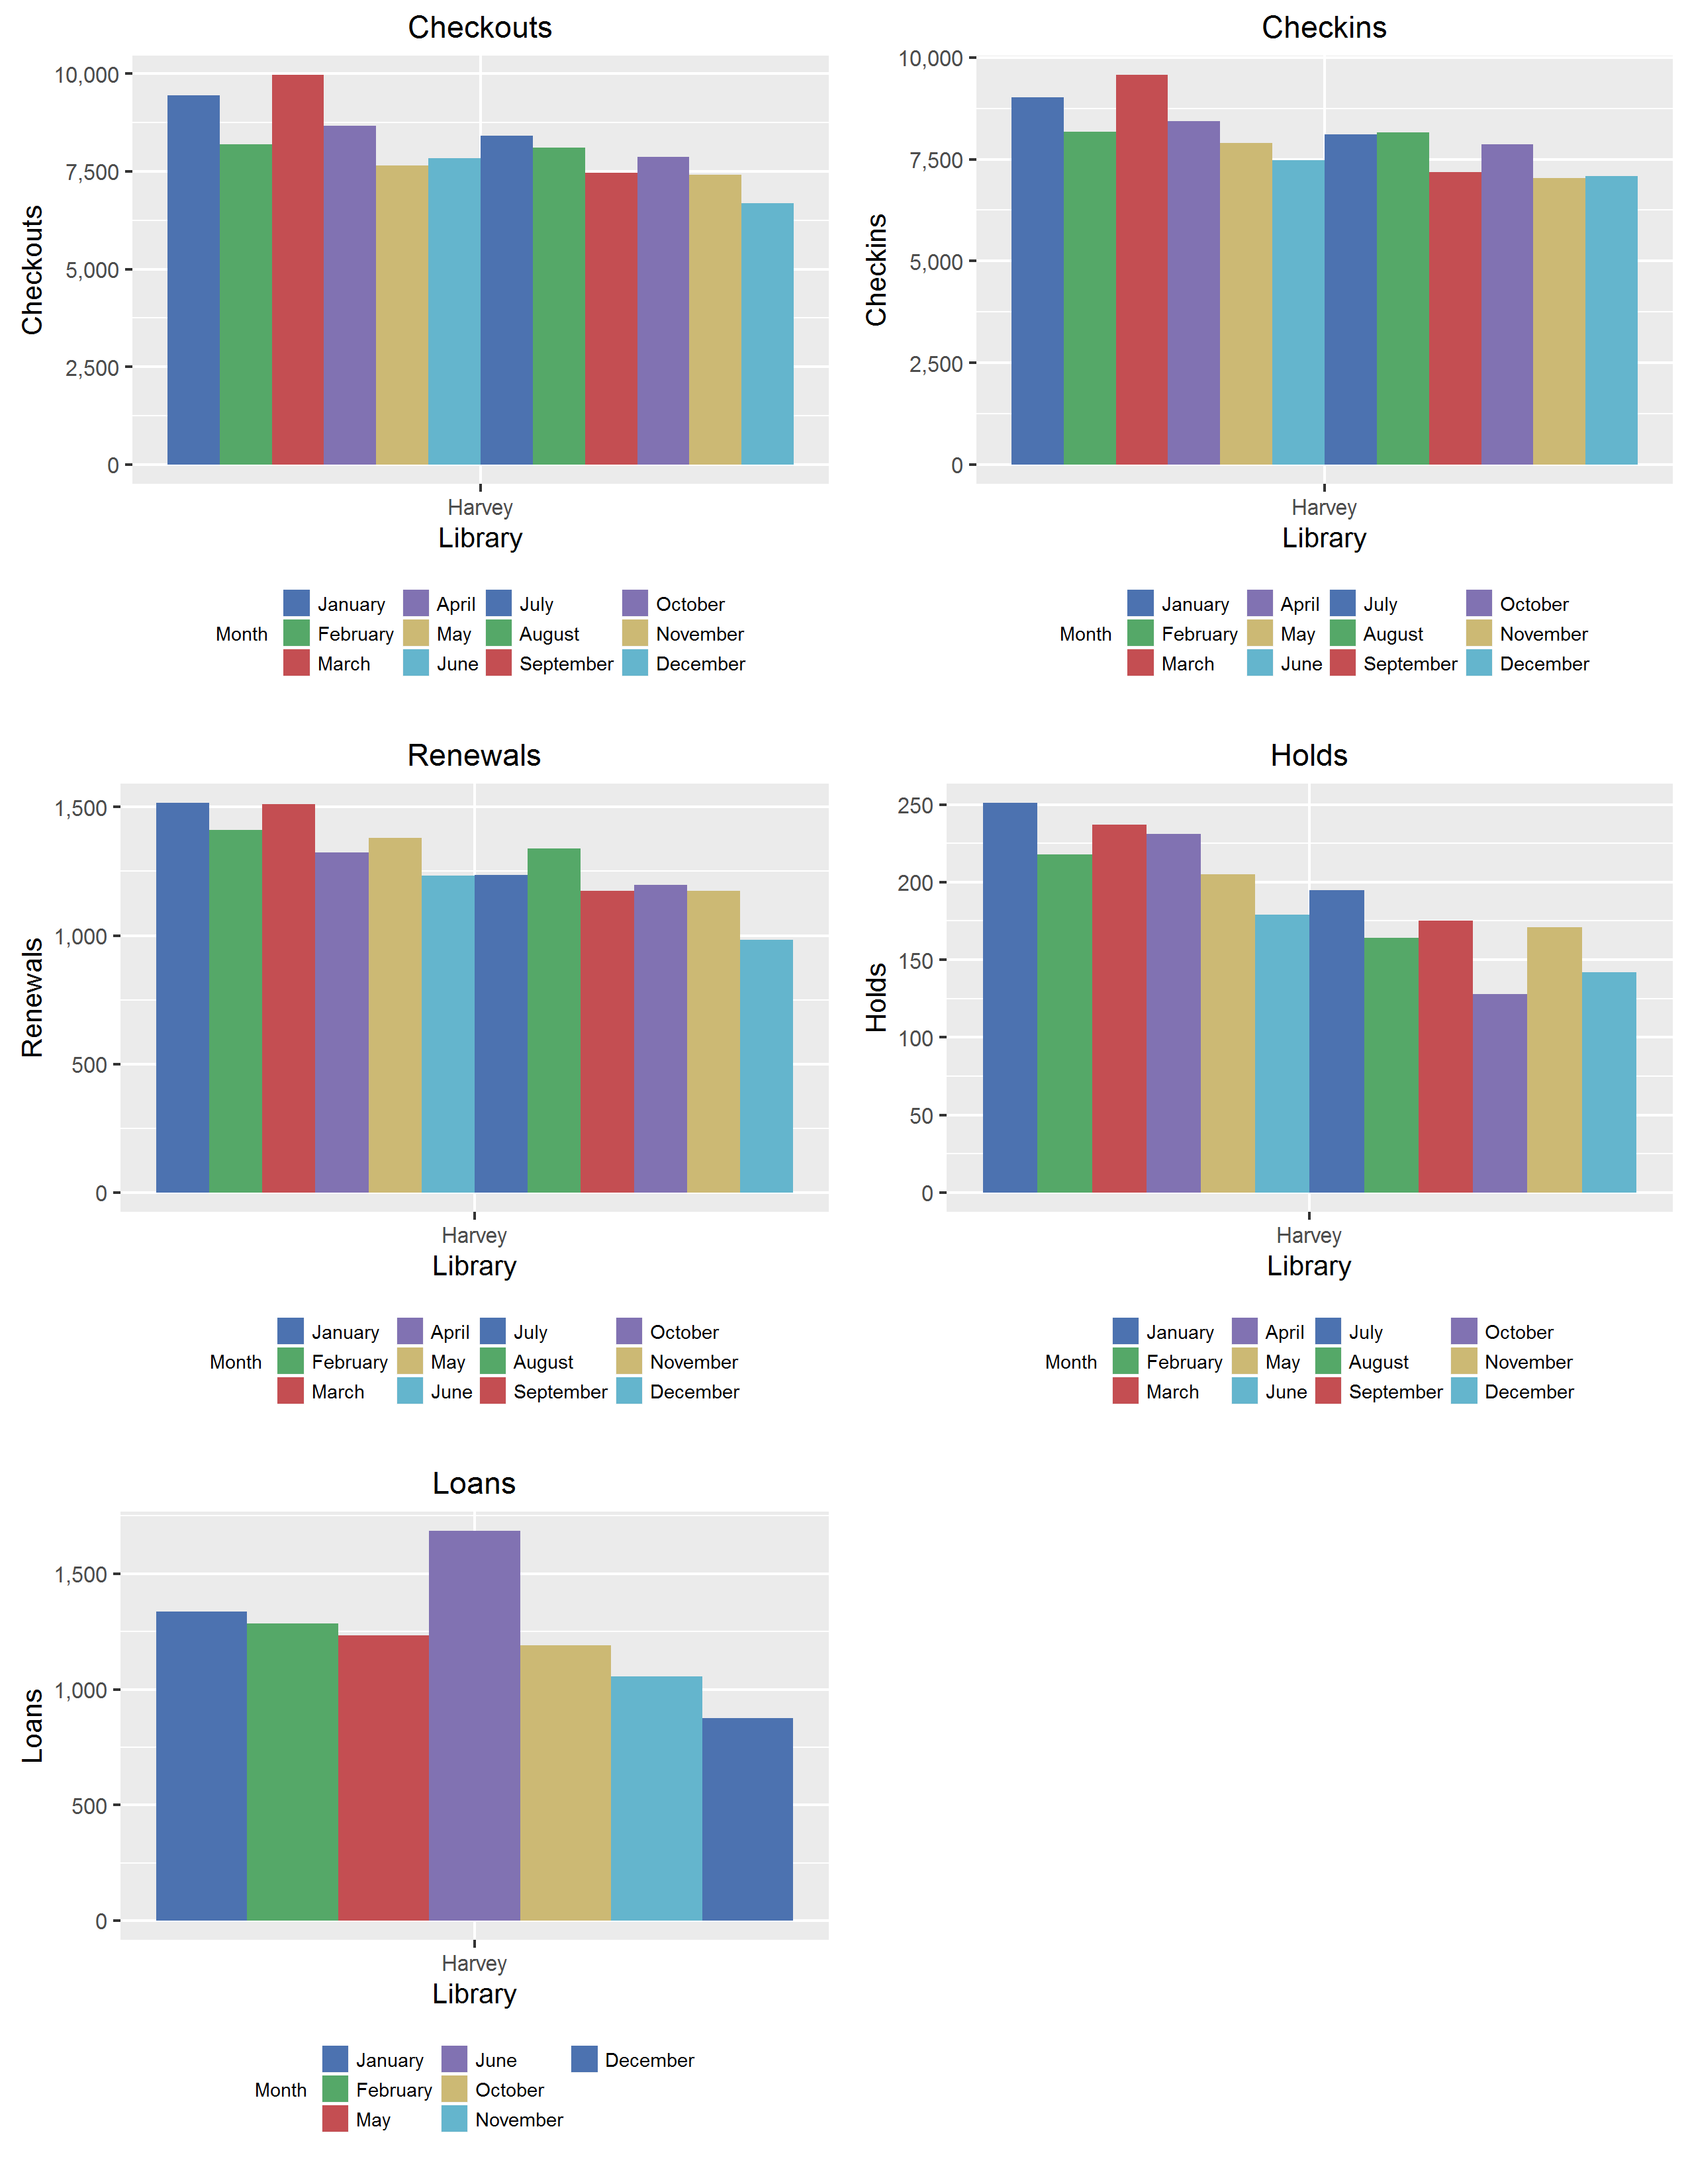 Checkouts
Checkouts
10,000
7,500
5,000
2,500
0
Harvey
Library
Month
January
February
March
April
May
June
July
August
September
October
November
December
Checkins
Checkins
10,000
7,500
5,000
2,500
0
Harvey
Library
Month
January
February
March
April
May
June
July
August
September
October
November
December
Renewals
Renewals
1,500
1,000
500
0
Harvey
Library
Month
January
February
March
April
May
June
July
August
September
October
November
December
Holds
Holds
250
200
150
100
50
0
Harvey
Library
Month
January
February
March
April
May
June
July
August
September
October
November
December
Loans
Loans
1,500
1,000
500
0
Harvey
Library
Month
January
February
May
June
October
November
December